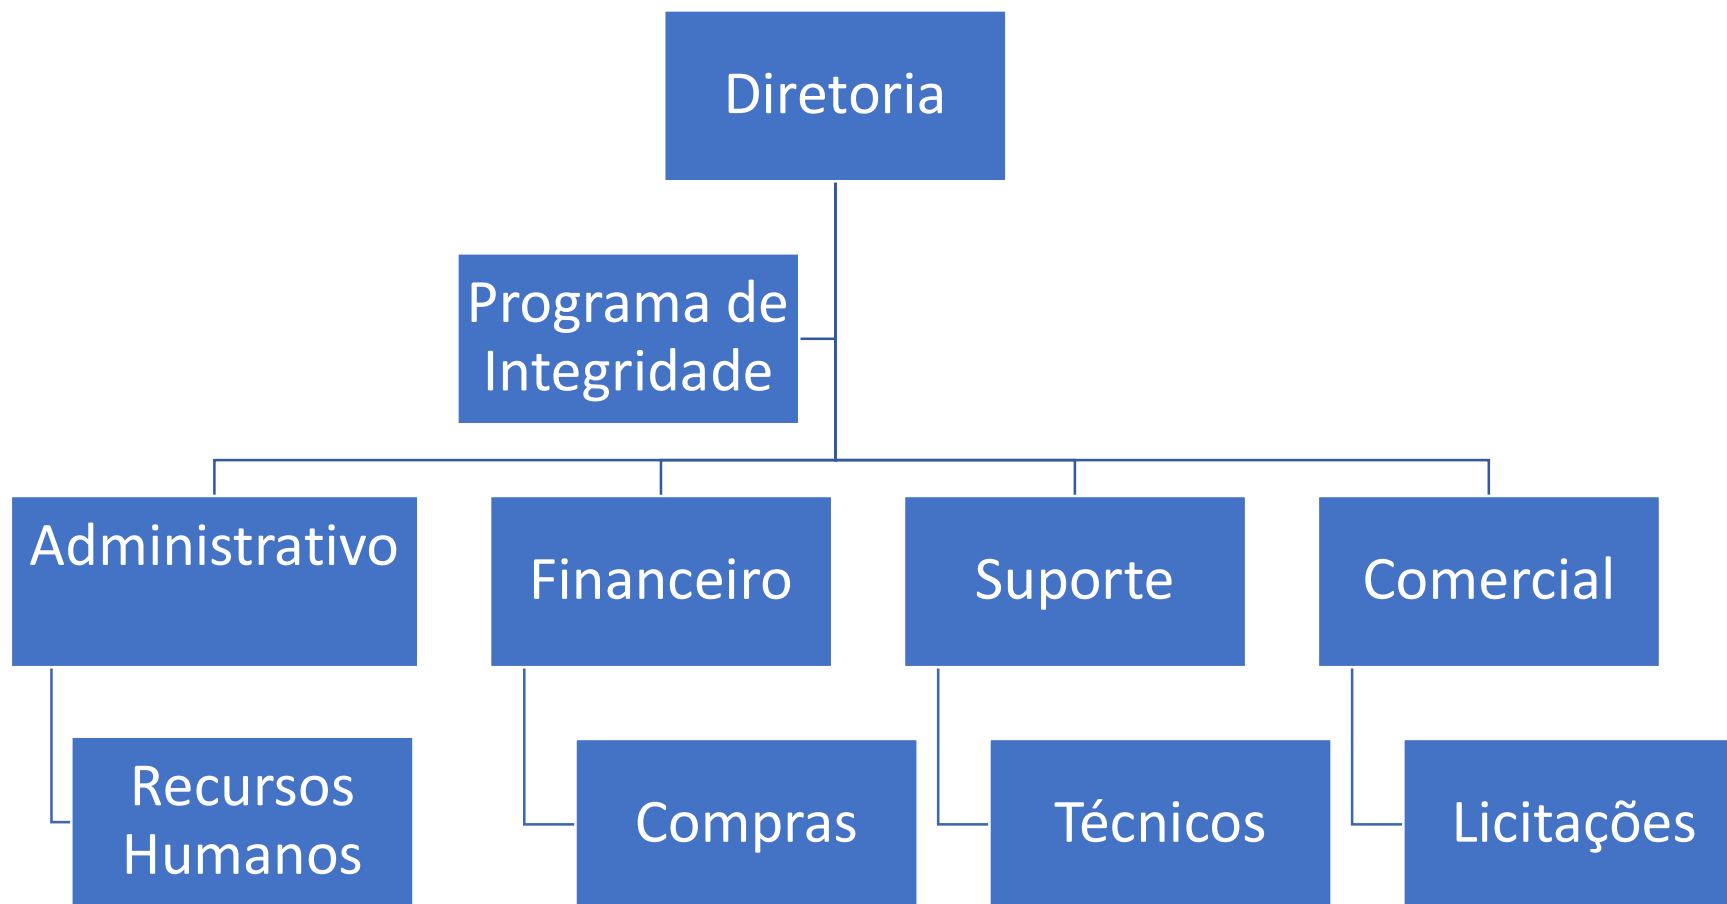 Diretoria
Programa de
Integridade
Administrativo
Financeiro
Suporte
Comercial
Recursos
Humanos
Compras
Técnicos
Licitações